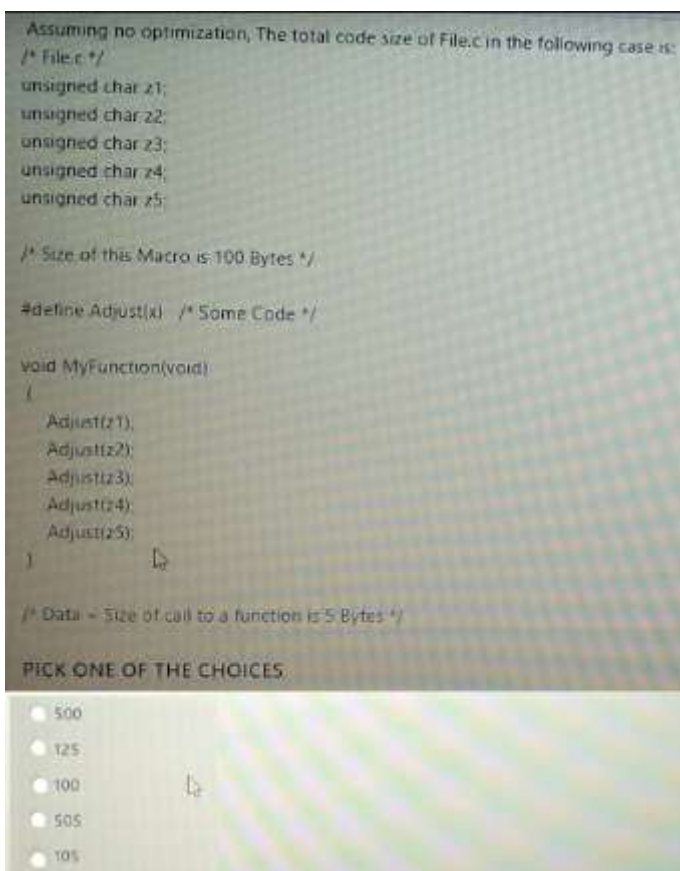 Assuming no optimization, The total code size of File.c in the following case is:
/* File.c */
unsigned char z1;
unsigned char z2;
unsigned char z3;
unsigned char z4;
unsigned char z5;
/* Size of this Macro is 100 Bytes */
#define Adjust(x) /* Some Code */
void MyFunction(void)
{
Adjust(z1);
Adjust(z2);
Adjust(z3);
Adjust(z4);
Adjust(z5);
}
/* Data - Size of call to a function is 5 Bytes */
PICK ONE OF THE CHOICES
500
125
100
505
105